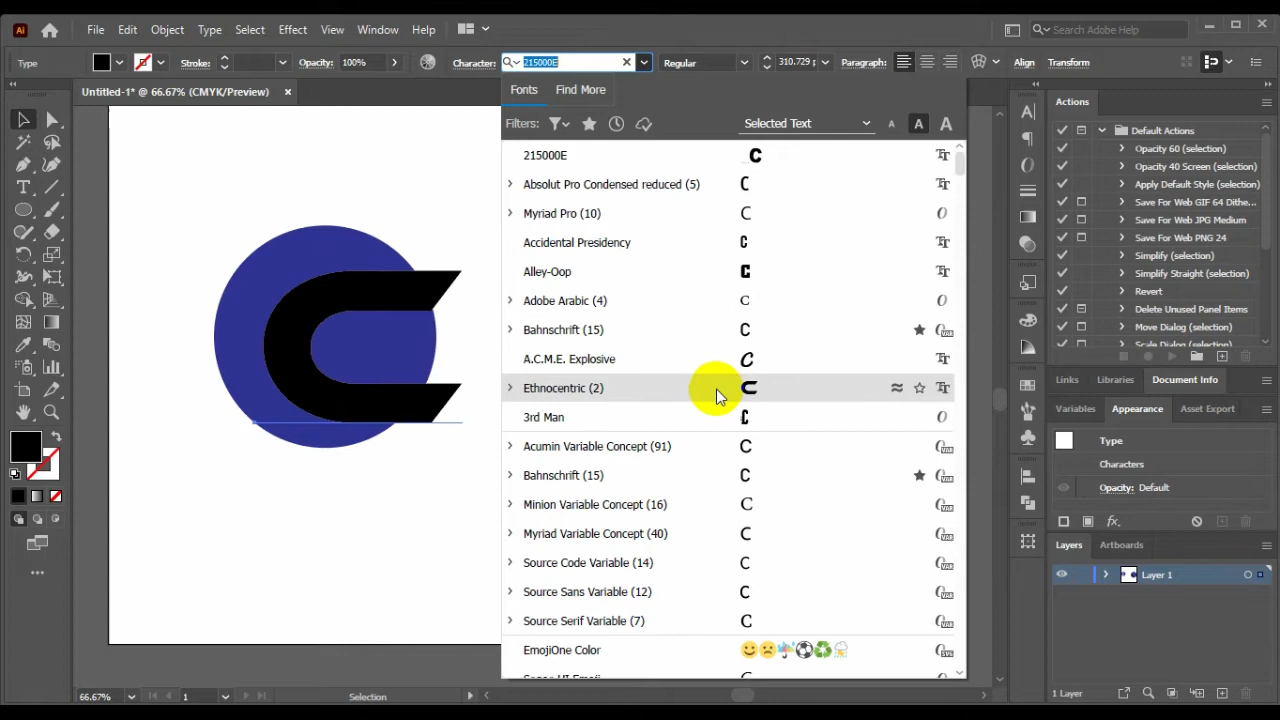 Ai File Edit Object Type Select Effect View Window Help Search Adobe Help
Type Stroke: Opacity: 100% Character: 215000E Regular 310.729 p Paragraph: Align Transform
Untitled-1* @ 66.67% (CMYK/Preview)
Fonts Find More
Filters: Selected Text A A A
215000E C
Absolut Pro Condensed reduced (5) C
Myriad Pro (10) C
Accidental Presidency C
Alley-Oop C
Adobe Arabic (4) C
Bahnschrift (15) C
A.C.M.E. Explosive C
Ethnocentric (2) C
3rd Man C
Acumin Variable Concept (91) C
Bahnschrift (15) C
Minion Variable Concept (16) C
Myriad Variable Concept (40) C
Source Code Variable (14) C
Source Sans Variable (12) C
Source Serif Variable (7) C
EmojiOne Color
C
Actions
Default Actions
Opacity 60 (selection)
Opacity 40 Screen (selection)
Apply Default Style (selection)
Save For Web GIF 64 Dithe...
Save For Web JPG Medium
Save For Web PNG 24
Simplify (selection)
Simplify Straight (selection)
Revert
Delete Unused Panel Items
Move Dialog (selection)
Scale Dialog (selection)
Links Libraries Document Info
Variables Appearance Asset Export
Type
Characters
Opacity: Default
fx
Layers Artboards
Layer 1
1 Layer
66.67% 1 Selection